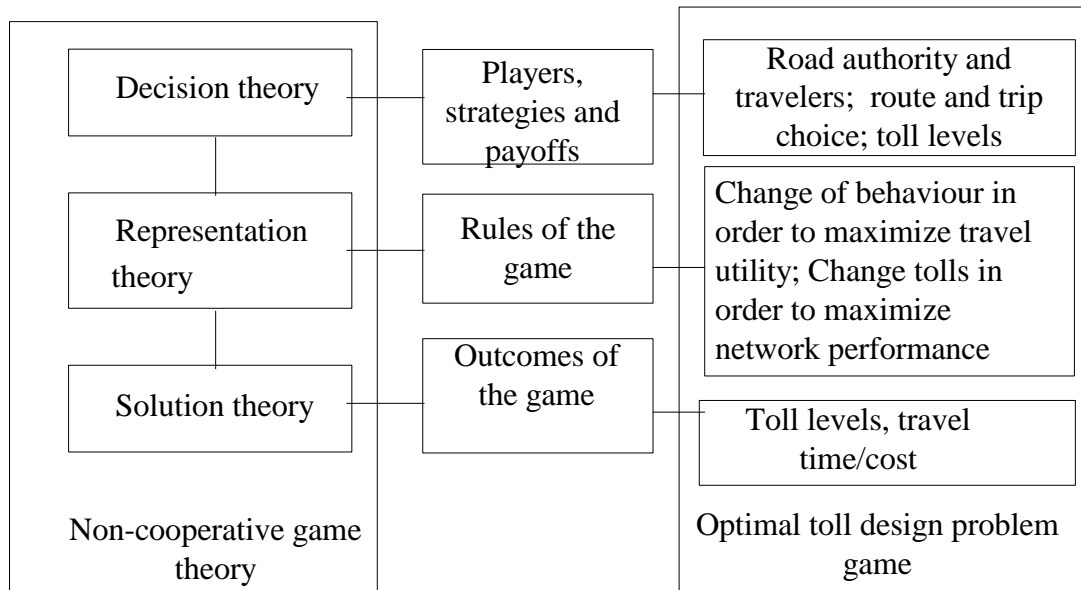 Decision theory
Players,
strategies and
payoffs
Road authority and
travelers; route and trip
choice; toll levels
Representation
theory
Rules of the
game
Change of behaviour in
order to maximize travel
utility; Change tolls in
order to maximize
network performance
Solution theory
Outcomes of
the game
Toll levels, travel
time/cost
Non-cooperative game
theory
Optimal toll design problem
game